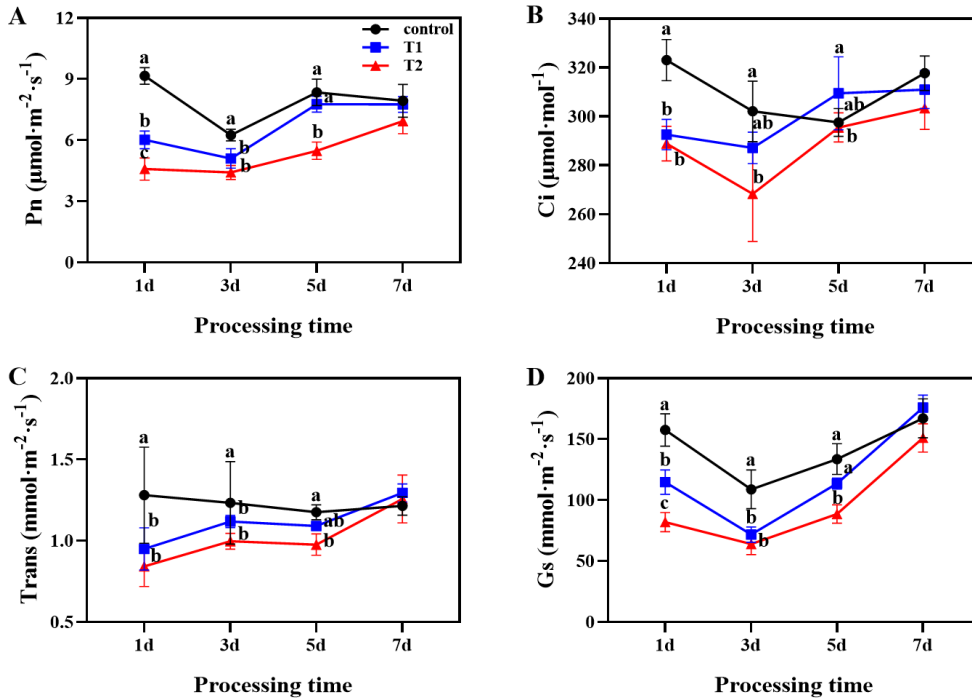 A
Pn (μmol·m⁻²·s⁻¹)
12
9
6
3
0
control
T1
T2
a
b
c
a
b
b
a
a
b
1d
3d
5d
7d
Processing time
B
Ci (μmol·mol⁻¹)
340
320
300
280
260
240
a
b
b
a
ab
b
a
ab
b
1d
3d
5d
7d
Processing time
C
Trans (mmol·m⁻²·s⁻¹)
2.0
1.5
1.0
0.5
a
b
b
a
b
b
a
ab
b
1d
3d
5d
7d
Processing time
D
Gs (mmol·m⁻²·s⁻¹)
200
150
100
50
0
a
b
c
a
b
b
a
a
b
1d
3d
5d
7d
Processing time